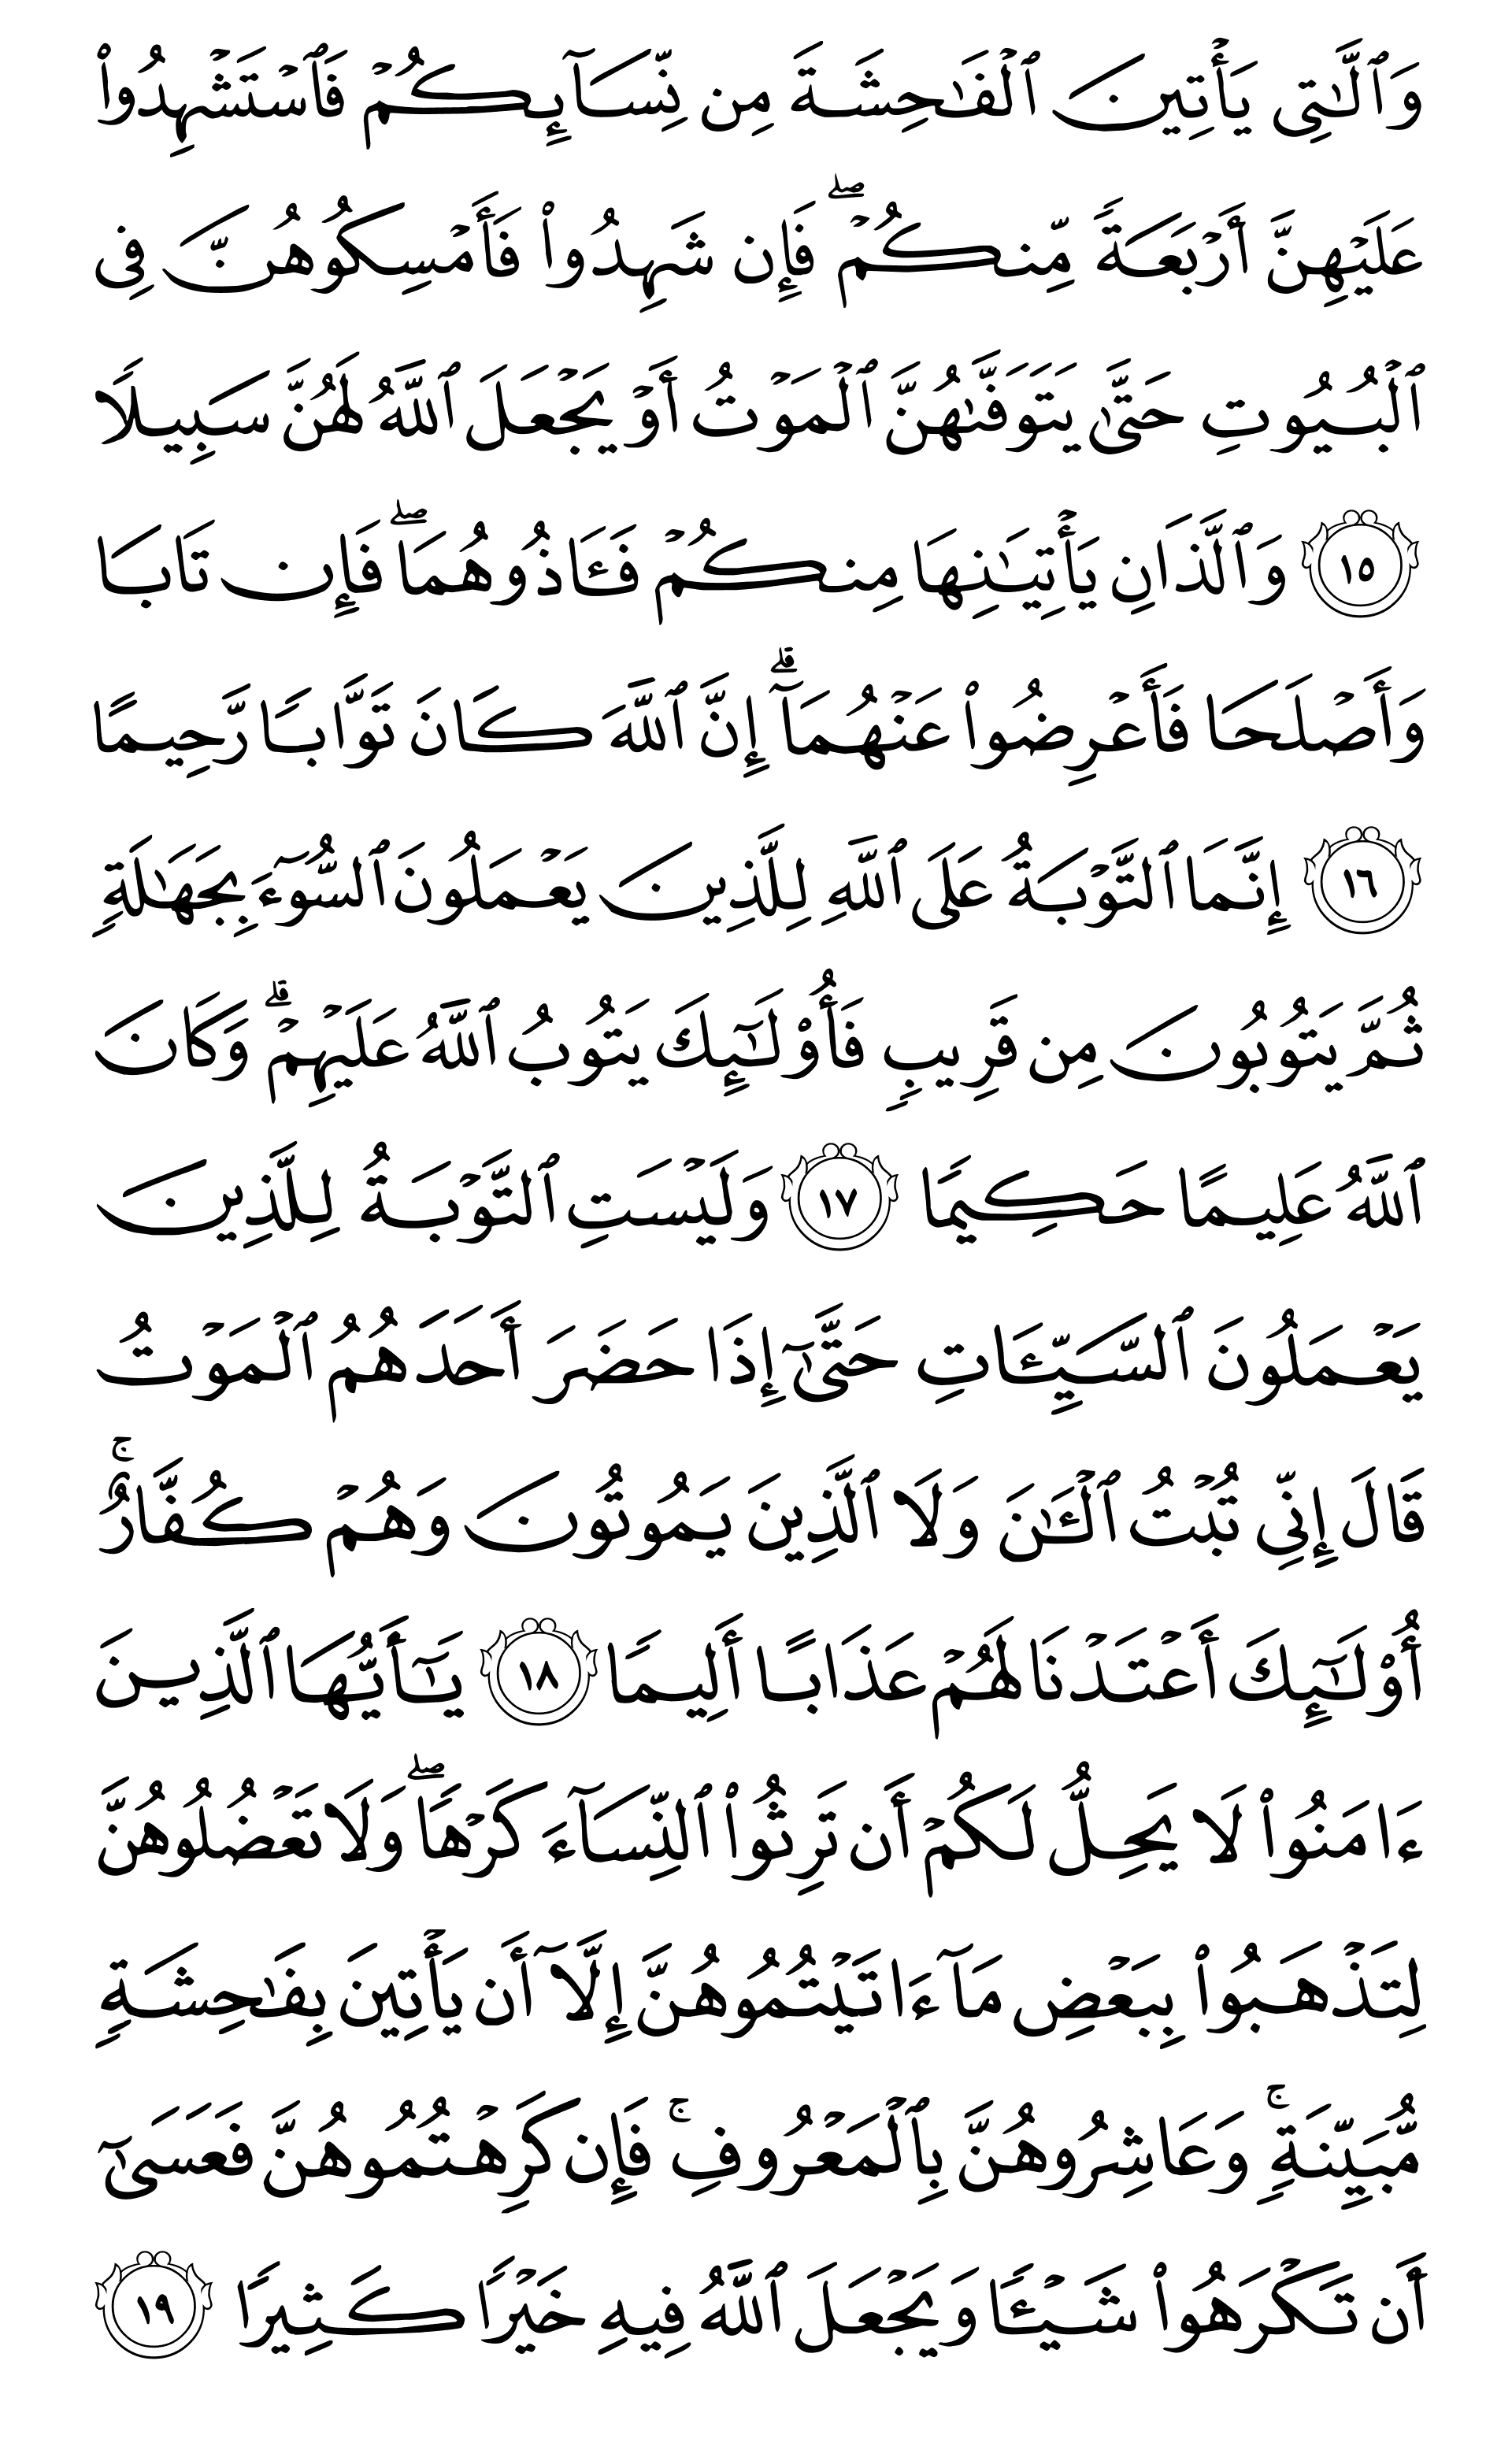 وَٱلَّٰتِى يَأۡتِينَ ٱلۡفَٰحِشَةَ مِن نِّسَآئِكُمۡ فَٱسۡتَشۡهِدُواْ
عَلَيۡهِنَّ أَرۡبَعَةٗ مِّنكُمۡۖ فَإِن شَهِدُواْ فَأَمۡسِكُوهُنَّ فِى
ٱلۡبُيُوتِ حَتَّىٰ يَتَوَفَّىٰهُنَّ ٱلۡمَوۡتُ أَوۡ يَجۡعَلَ ٱللَّهُ لَهُنَّ سَبِيلٗا
١٥ وَٱلَّذَانِ يَأۡتِيَٰنِهَا مِنكُمۡ فَـَٔاذُوهُمَاۖ فَإِن تَابَا
وَأَصۡلَحَا فَأَعۡرِضُواْ عَنۡهُمَآۗ إِنَّ ٱللَّهَ كَانَ تَوَّابٗا رَّحِيمًا
١٦ إِنَّمَا ٱلتَّوۡبَةُ عَلَى ٱللَّهِ لِلَّذِينَ يَعۡمَلُونَ ٱلسُّوٓءَ بِجَهَٰلَةٖ
ثُمَّ يَتُوبُونَ مِن قَرِيبٖ فَأُوْلَٰٓئِكَ يَتُوبُ ٱللَّهُ عَلَيۡهِمۡۗ وَكَانَ
ٱللَّهُ عَلِيمًا حَكِيمٗا ١٧ وَلَيۡسَتِ ٱلتَّوۡبَةُ لِلَّذِينَ
يَعۡمَلُونَ ٱلسَّيِّـَٔاتِ حَتَّىٰٓ إِذَا حَضَرَ أَحَدَهُمُ ٱلۡمَوۡتُ
قَالَ إِنِّى تُبۡتُ ٱلۡـَٰٔنَ وَلَا ٱلَّذِينَ يَمُوتُونَ وَهُمۡ كُفَّارٌۚ
أُوْلَٰٓئِكَ أَعۡتَدۡنَا لَهُمۡ عَذَابًا أَلِيمٗا ١٨ يَٰٓأَيُّهَا ٱلَّذِينَ
ءَامَنُواْ لَا يَحِلُّ لَكُمۡ أَن تَرِثُواْ ٱلنِّسَآءَ كَرۡهٗاۖ وَلَا تَعۡضُلُوهُنَّ
لِتَذۡهَبُواْ بِبَعۡضِ مَآ ءَاتَيۡتُمُوهُنَّ إِلَّآ أَن يَأۡتِينَ بِفَٰحِشَةٖ
مُّبَيِّنَةٖۚ وَعَاشِرُوهُنَّ بِٱلۡمَعۡرُوفِۚ فَإِن كَرِهۡتُمُوهُنَّ فَعَسَىٰٓ
أَن تَكۡرَهُواْ شَيۡـٔٗا وَيَجۡعَلَ ٱللَّهُ فِيهِ خَيۡرٗا كَثِيرٗا ١٩